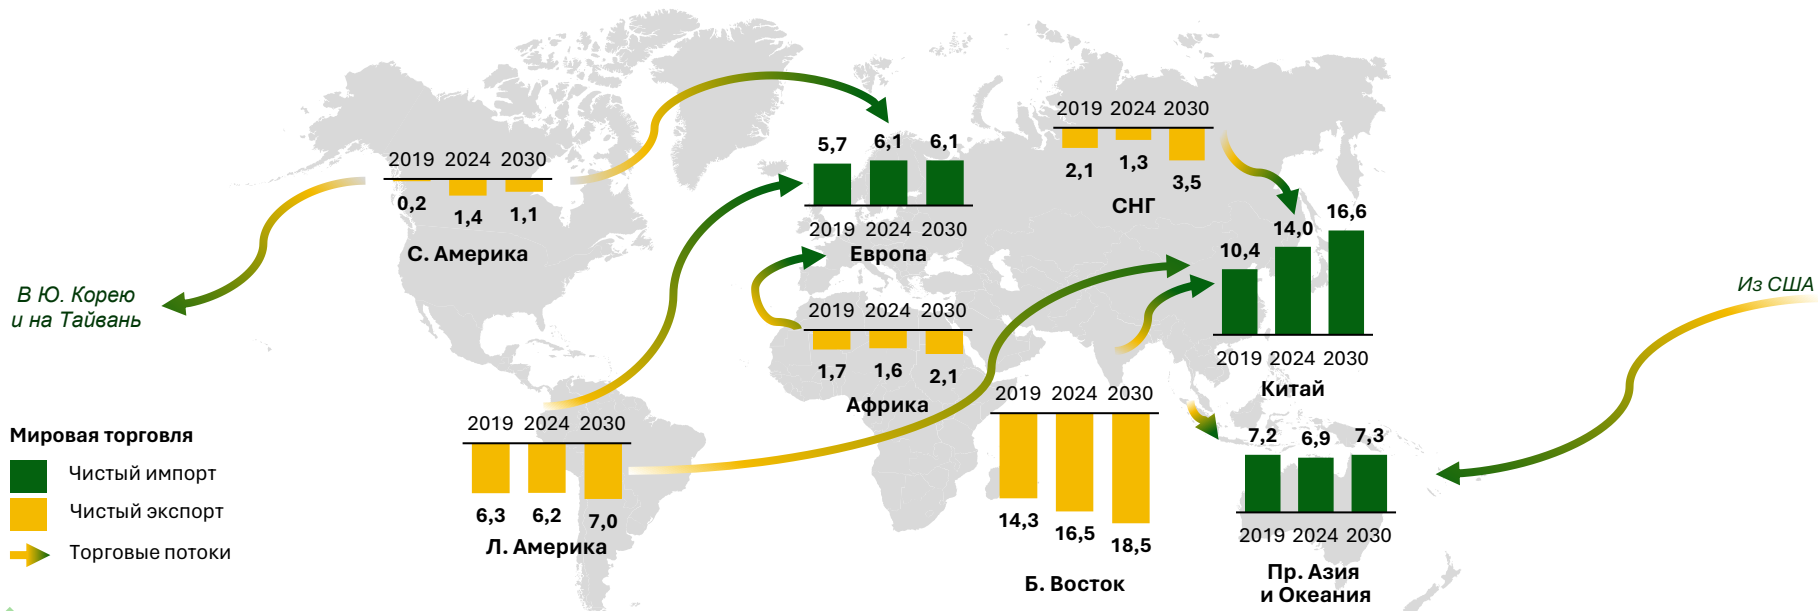 2019 2024 2030
0,2 1,4 1,1
С. Америка
В Ю. Корею
и на Тайвань
5,7 6,1 6,1
2019 2024 2030
Европа
2019 2024 2030
2,1 1,3 3,5
СНГ
10,4 14,0 16,6
2019 2024 2030
Китай
Из США
2019 2024 2030
1,7 1,6 2,1
Африка
2019 2024 2030
6,3 6,2 7,0
Л. Америка
2019 2024 2030
14,3 16,5 18,5
Б. Восток
7,2 6,9 7,3
2019 2024 2030
Пр. Азия
и Океания
Мировая торговля
Чистый импорт
Чистый экспорт
Торговые потоки